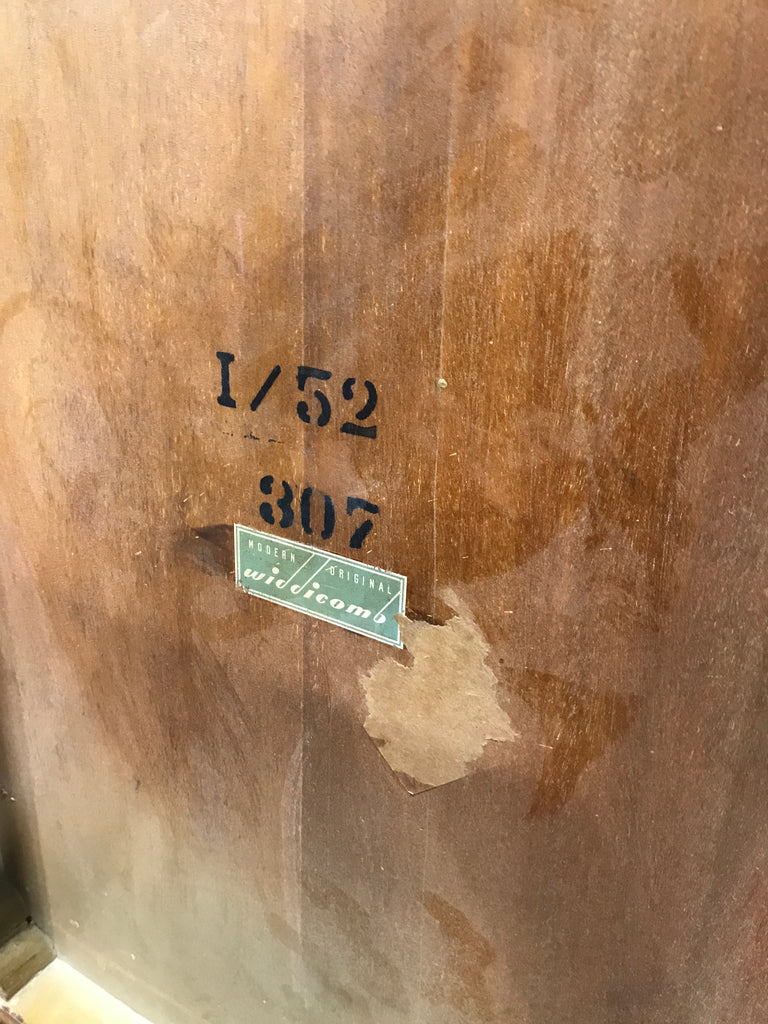 I/52
307
MODERN ORIGINAL
widdicomb